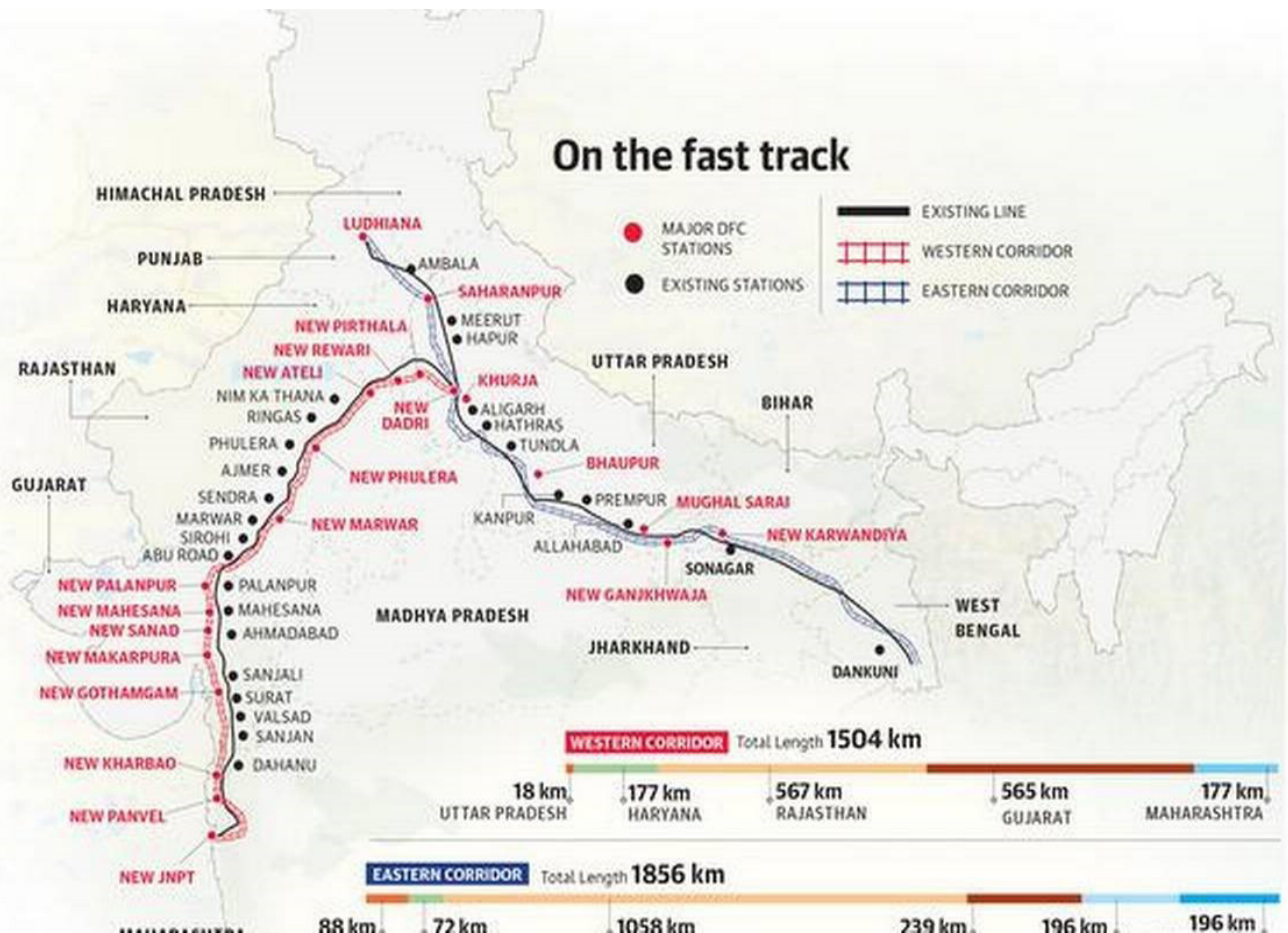 On the fast track
MAJOR DFC
STATIONS
EXISTING STATIONS
EXISTING LINE
WESTERN CORRIDOR
EASTERN CORRIDOR
HIMACHAL PRADESH
LUDHIANA
PUNJAB
AMBALA
SAHARANPUR
HARYANA
MEERUT
NEW PIRTHALA
HAPUR
NEW REWARI
RAJASTHAN
NEW ATELI
UTTAR PRADESH
KHURJA
NIM KA THANA
NEW
DADRI
ALIGARH
BIHAR
RINGAS
HATHRAS
PHULERA
TUNDLA
BHAUPUR
AJMER
NEW PHULERA
GUJARAT
SENDRA
PREMPUR
MUGHAL SARAI
MARWAR
NEW MARWAR
KANPUR
SIROHI
NEW KARWANDIYA
ABU ROAD
ALLAHABAD
SONAGAR
NEW PALANPUR
PALANPUR
NEW GANJKHWAJA
NEW MAHESANA
MAHESANA
MADHYA PRADESH
WEST
BENGAL
NEW SANAD
AHMADABAD
NEW MAKARPURA
JHARKHAND
SANJALI
DANKUNI
NEW GOTHAMGAM
SURAT
VALSAD
SANJAN
NEW KHARBAO
DAHANU
NEW PANVEL
NEW JNPT
WESTERN CORRIDOR Total Length 1504 km
18 km 177 km 567 km 565 km 177 km
UTTAR PRADESH HARYANA RAJASTHAN GUJARAT MAHARASHTRA
EASTERN CORRIDOR Total Length 1856 km
MAHARASHTRA
88 km 72 km 1058 km 239 km 196 km 196 km